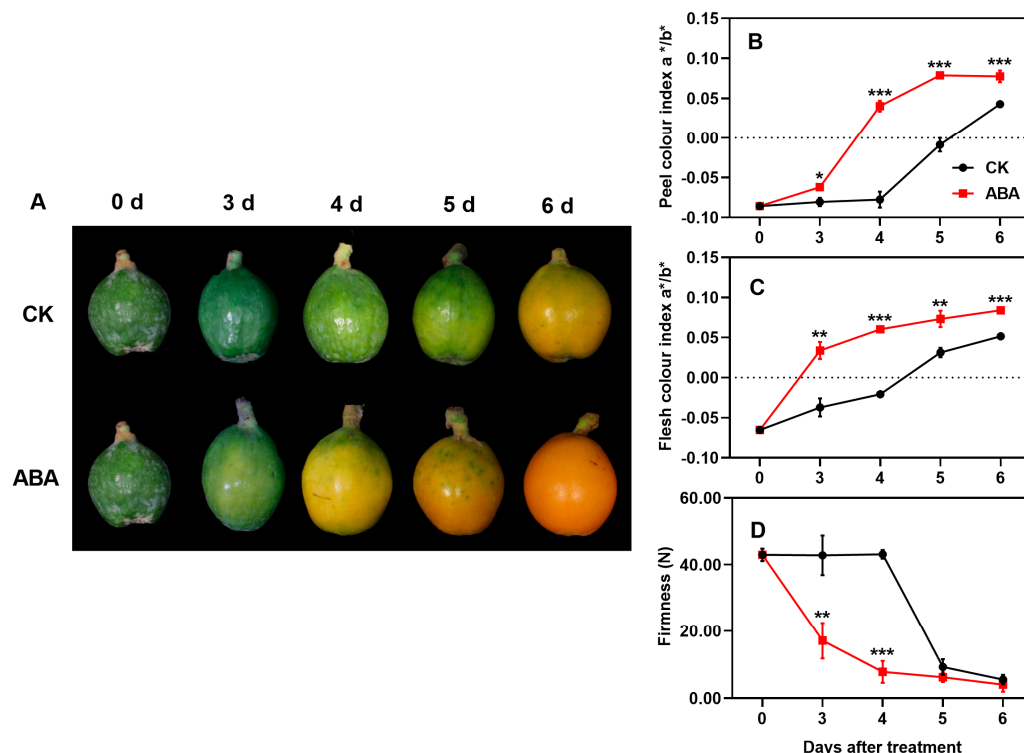 A 0 d 3 d 4 d 5 d 6 d
CK
ABA
Peel colour index a */b*
B
0.15
0.10
0.05
0.00
-0.05
-0.10
*
***
***
***
CK
ABA
0 3 4 5 6
Flesh colour index a*/b*
C
0.15
0.10
0.05
0.00
-0.05
-0.10
**
***
**
***
0 3 4 5 6
Firmness (N)
D
60.00
40.00
20.00
0.00
**
***
0 3 4 5 6
Days after treatment